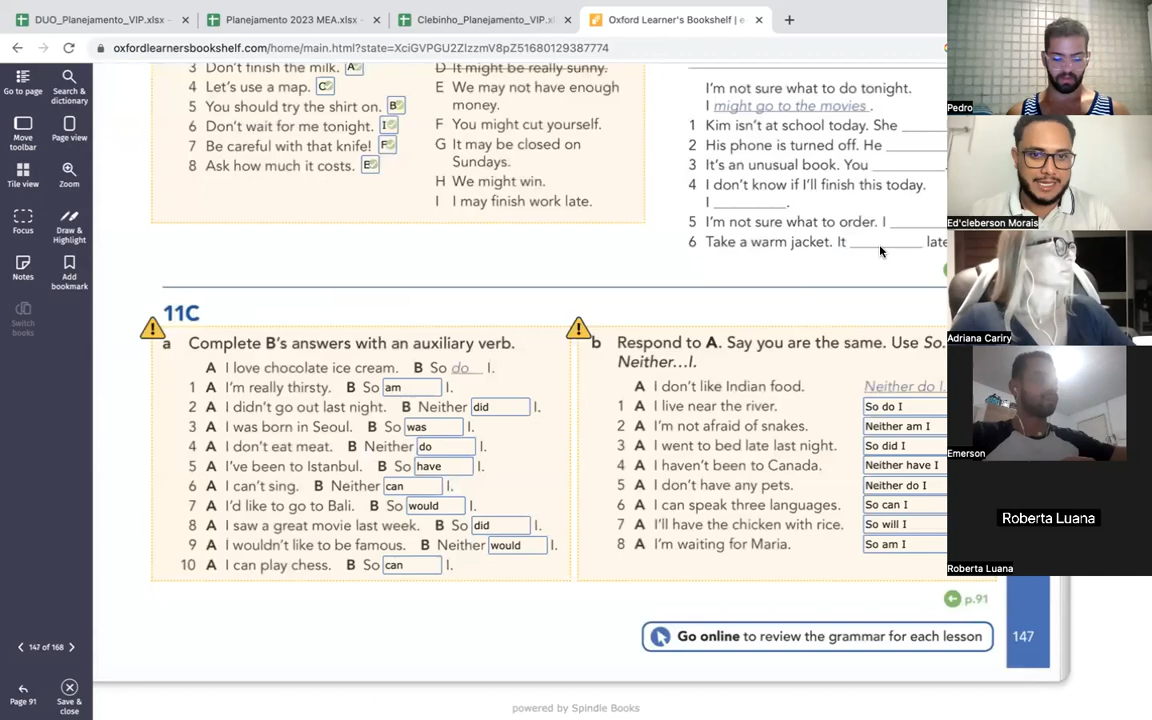 DUO_Planejamento_VIP.xlsx
Planejamento 2023 MEA.xlsx
Clebinho_Planejamento_VIP.xl
Oxford Learner's Bookshelf | e
oxfordlearnersbookshelf.com/home/main.html?state=XciGVPGU2ZIzzmV8pZ51680129387774
Go to page
Search & dictionary
Move toolbar
Page view
Tile view
Zoom
Focus
Draw & Highlight
Notes
Add bookmark
Switch books
147 of 168
Page 91
Save & close
3 Don't finish the milk. A
4 Let's use a map. C
5 You should try the shirt on. B
6 Don't wait for me tonight. I
7 Be careful with that knife! F
8 Ask how much it costs. E
D It might be really sunny.
E We may not have enough
money.
F You might cut yourself.
G It may be closed on
Sundays.
H We might win.
I I may finish work late.
I'm not sure what to do tonight.
I might go to the movies .
1 Kim isn't at school today. She
2 His phone is turned off. He
3 It's an unusual book. You
4 I don't know if I'll finish this today.
I ________.
5 I'm not sure what to order. I
6 Take a warm jacket. It ________ late
11C
a Complete B's answers with an auxiliary verb.
A I love chocolate ice cream. B So do I.
1 A I'm really thirsty. B So am I.
2 A I didn't go out last night. B Neither did I.
3 A I was born in Seoul. B So was I.
4 A I don't eat meat. B Neither do I.
5 A I've been to Istanbul. B So have I.
6 A I can't sing. B Neither can I.
7 A I'd like to go to Bali. B So would I.
8 A I saw a great movie last week. B So did I.
9 A I wouldn't like to be famous. B Neither would I.
10 A I can play chess. B So can I.
b Respond to A. Say you are the same. Use So.
Neither…I.
A I don't like Indian food. Neither do I.
1 A I live near the river. So do I
2 A I'm not afraid of snakes. Neither am I
3 A I went to bed late last night. So did I
4 A I haven't been to Canada. Neither have I
5 A I don't have any pets. Neither do I
6 A I can speak three languages. So can I
7 A I'll have the chicken with rice. So will I
8 A I'm waiting for Maria. So am I
p.91
Go online to review the grammar for each lesson
147
powered by Spindle Books
Pedro
Ed'cleberson Morais
Adriana Cariry
Emerson
Roberta Luana
Roberta Luana